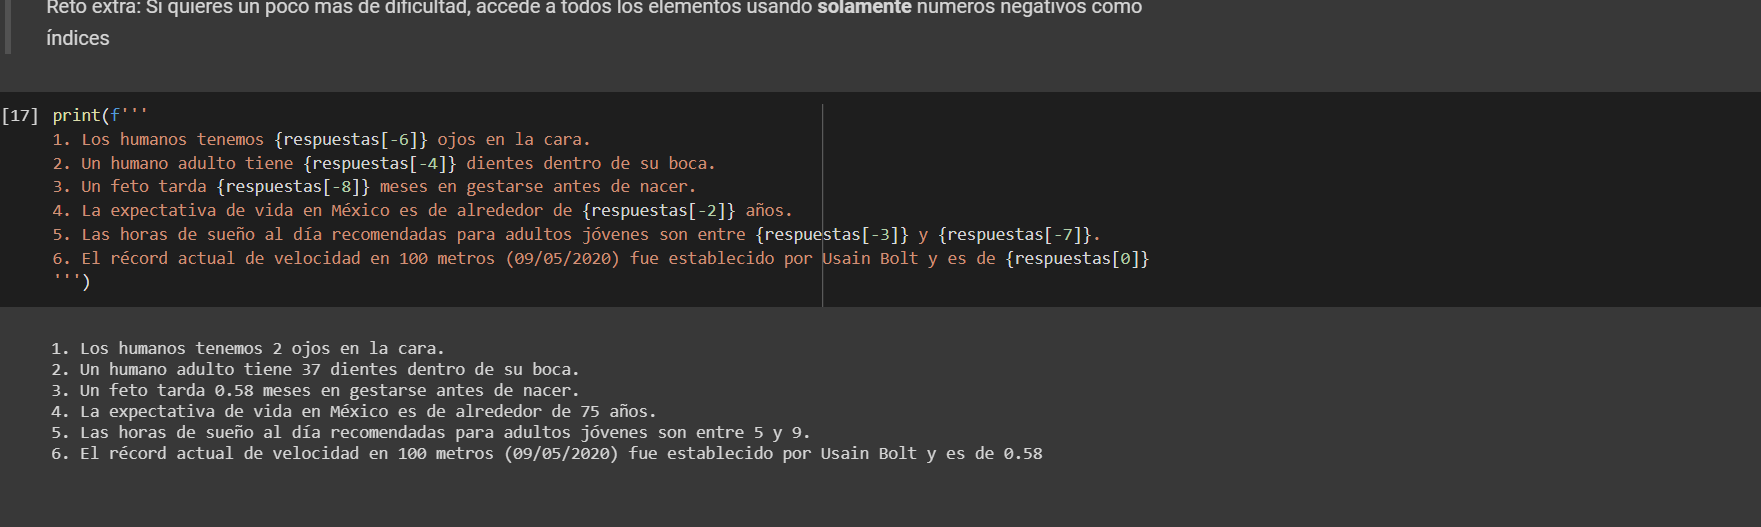 Reto extra: Si quieres un poco mas de dificultad, accede a todos los elementos usando solamente números negativos como
índices
[17] print(f'''
1. Los humanos tenemos {respuestas[-6]} ojos en la cara.
2. Un humano adulto tiene {respuestas[-4]} dientes dentro de su boca.
3. Un feto tarda {respuestas[-8]} meses en gestarse antes de nacer.
4. La expectativa de vida en México es de alrededor de {respuestas[-2]} años.
5. Las horas de sueño al día recomendadas para adultos jóvenes son entre {respuestas[-3]} y {respuestas[-7]}.
6. El récord actual de velocidad en 100 metros (09/05/2020) fue establecido por Usain Bolt y es de {respuestas[0]}
''')
1. Los humanos tenemos 2 ojos en la cara.
2. Un humano adulto tiene 37 dientes dentro de su boca.
3. Un feto tarda 0.58 meses en gestarse antes de nacer.
4. La expectativa de vida en México es de alrededor de 75 años.
5. Las horas de sueño al día recomendadas para adultos jóvenes son entre 5 y 9.
6. El récord actual de velocidad en 100 metros (09/05/2020) fue establecido por Usain Bolt y es de 0.58